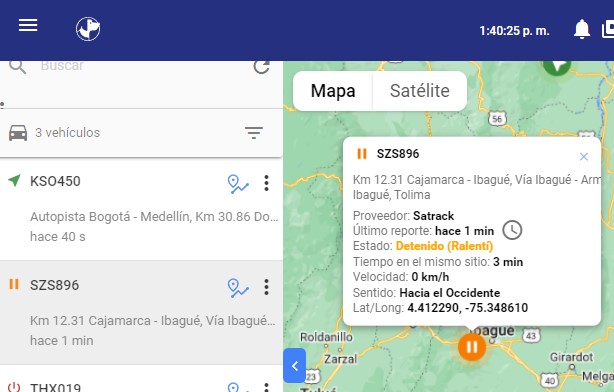 1:40:25 p. m.
Buscar
3 vehículos
KSO450
Autopista Bogotá - Medellín, Km 30.86 Do...
hace 40 s
SZS896
Km 12.31 Cajamarca - Ibagué, Vía Ibagué...
hace 1 min
THX019
Mapa
Satélite
56
SZS896
Km 12.31 Cajamarca - Ibagué, Vía Ibagué - Arm
Ibagué, Tolima
Proveedor: Satrack
Último reporte: hace 1 min
Estado: Detenido (Ralentí)
Tiempo en el mismo sitio: 3 min
Velocidad: 0 km/h
Sentido: Hacia el Occidente
Lat/Long: 4.412290, -75.348610
Roldanillo
Zarzal
43
Girardot
40
Melga